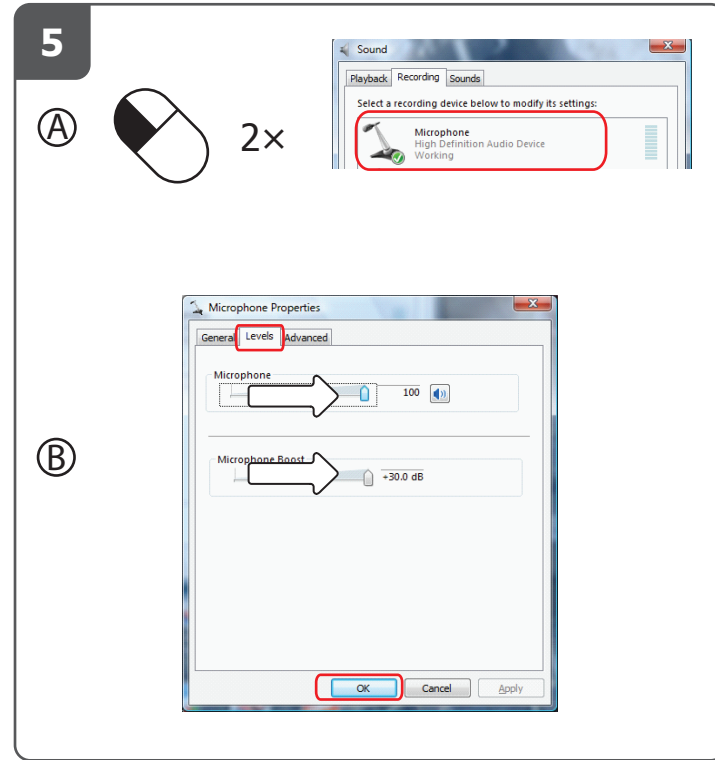 5
A
2×
Sound
Playback Recording Sounds
Select a recording device below to modify its settings:
Microphone
High Definition Audio Device
Working
B
Microphone Properties
General Levels Advanced
Microphone
100
Microphone Boost
+30.0 dB
OK Cancel Apply